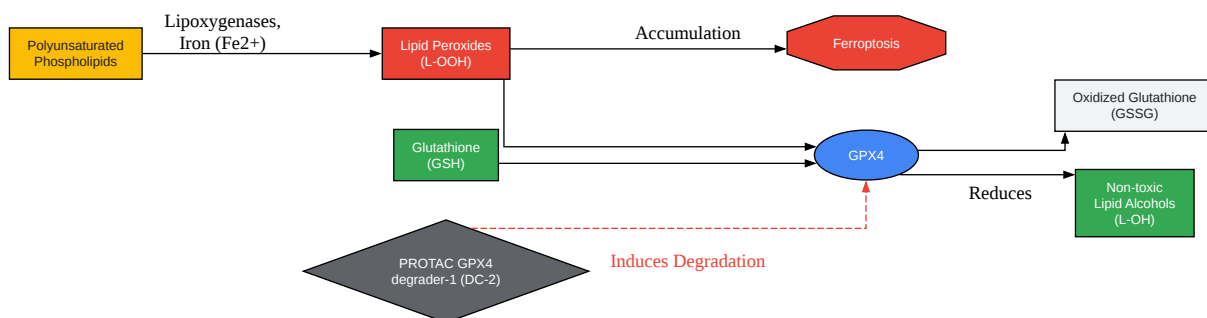 Lipoxygenases,
Iron (Fe2+)
Polyunsaturated
Phospholipids
Lipid Peroxides
(L-OOH)
Accumulation
Ferroptosis
Oxidized Glutathione
(GSSG)
Glutathione
(GSH)
GPX4
Reduces
Non-toxic
Lipid Alcohols
(L-OH)
PROTAC GPX4
degrader-1 (DC-2)
Induces Degradation